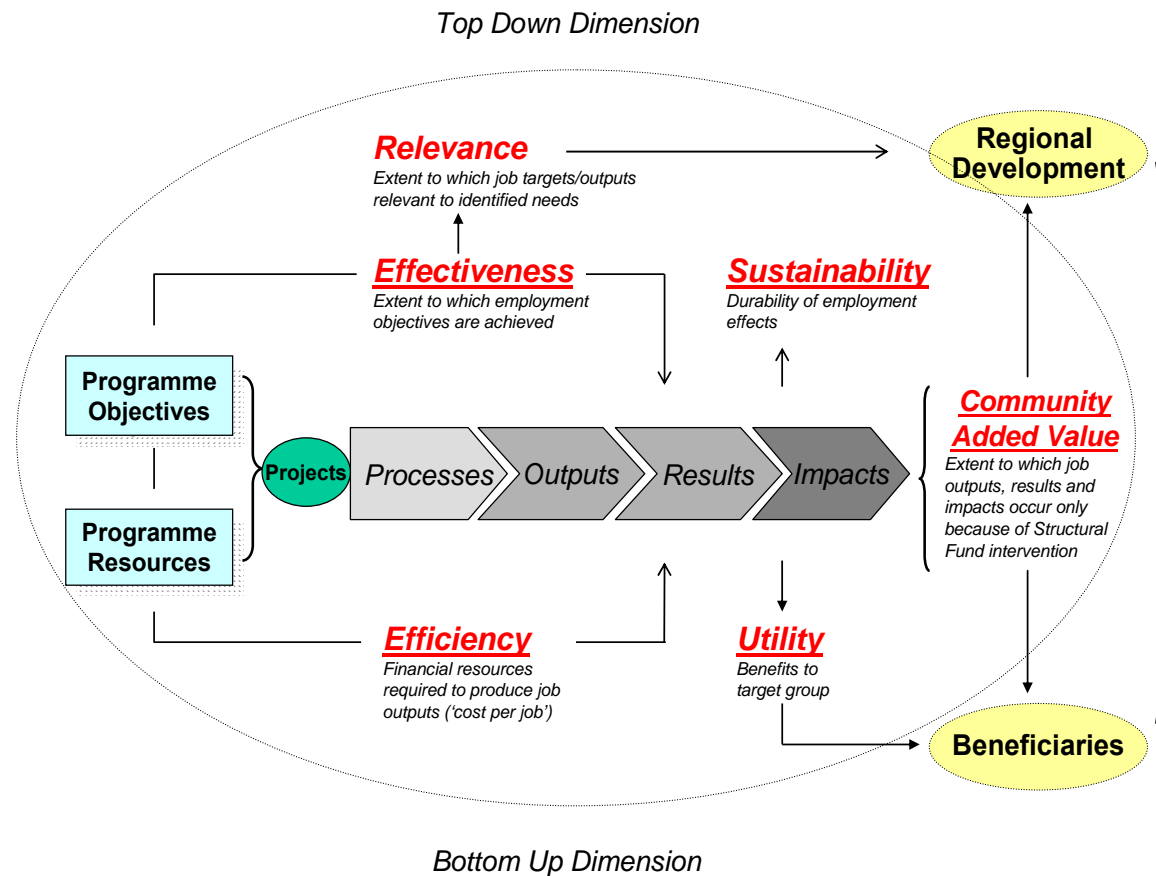 Top Down Dimension
Relevance
Extent to which job targets/outputs
relevant to identified needs
Regional
Development
Effectiveness
Extent to which employment
objectives are achieved
Sustainability
Durability of employment
effects
Programme
Objectives
Programme
Resources
Projects
Processes
Outputs
Results
Impacts
Community
Added Value
Extent to which job
outputs, results and
impacts occur only
because of Structural
Fund intervention
Efficiency
Financial resources
required to produce job
outputs (‘cost per job’)
Utility
Benefits to
target group
Beneficiaries
Bottom Up Dimension